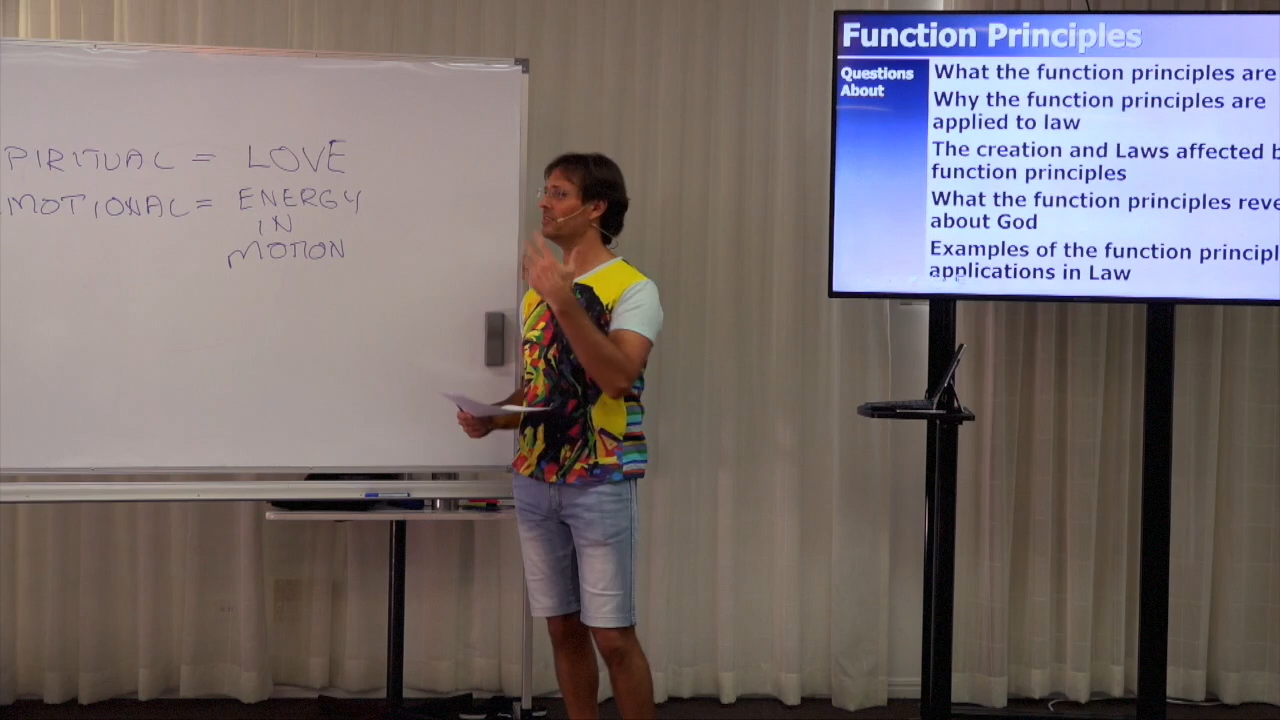 PIRITUAL = LOVE
MOTIONAL = ENERGY
IN
MOTION
Function Principles
Questions
About
What the function principles are
Why the function principles are
applied to law
The creation and Laws affected b
function principles
What the function principles reve
about God
Examples of the function principl
applications in Law